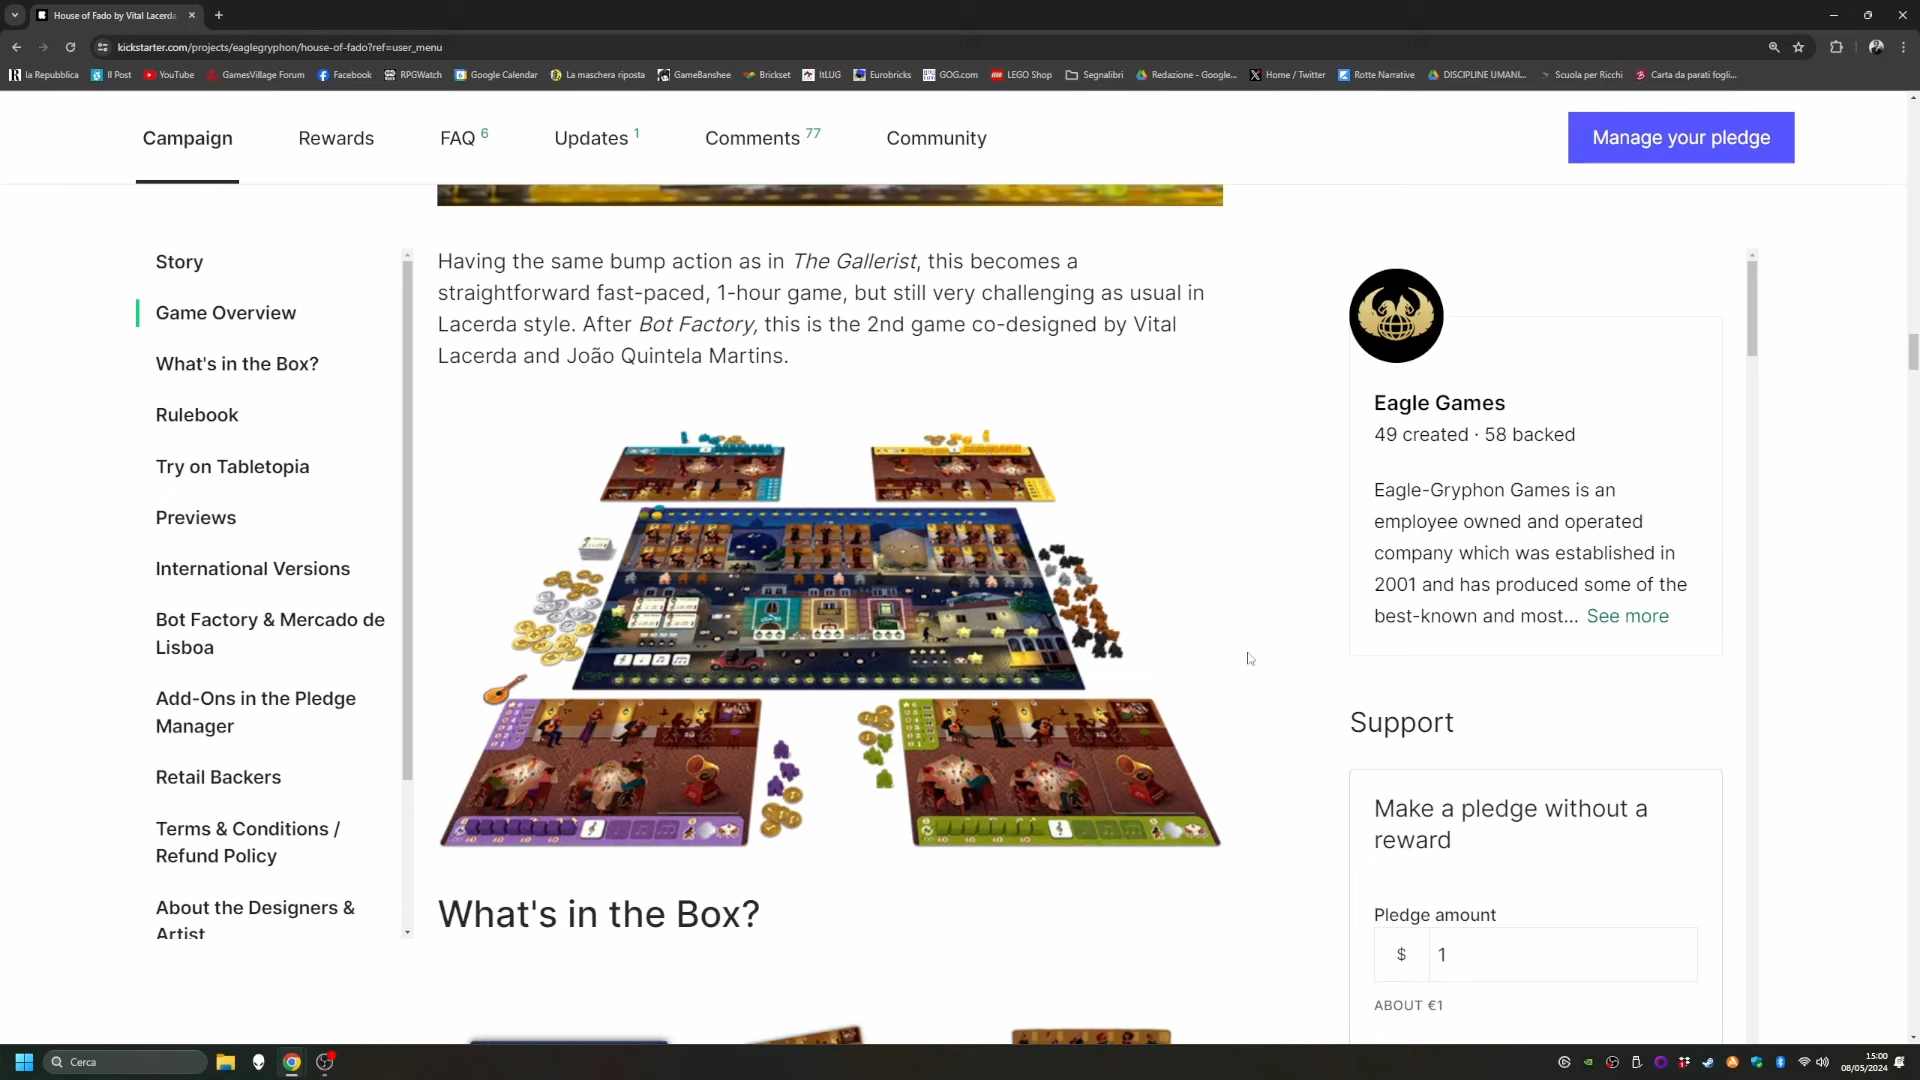 House of Fado by Vital Lacerda
kickstarter.com/projects/eaglegryphon/house-of-fado?ref=user_menu
la Repubblica
Il Post
YouTube
GamesVillage Forum
Facebook
RPGWatch
Google Calendar
La maschera riposta
GameBanshee
Brickset
ItLUG
Eurobricks
GOG.com
LEGO Shop
Segnalibri
Redazione - Google...
Home / Twitter
Rotte Narrative
DISCIPLINE UMANI...
Scuola per Ricchi
Carta da parati fogli...
Campaign
Rewards
FAQ 6
Updates 1
Comments 77
Community
Manage your pledge
Story
Game Overview
What's in the Box?
Rulebook
Try on Tabletopia
Previews
International Versions
Bot Factory & Mercado de
Lisboa
Add-Ons in the Pledge
Manager
Retail Backers
Terms & Conditions /
Refund Policy
About the Designers &
Artist
Having the same bump action as in The Gallerist, this becomes a
straightforward fast-paced, 1-hour game, but still very challenging as usual in
Lacerda style. After Bot Factory, this is the 2nd game co-designed by Vital
Lacerda and João Quintela Martins.
What's in the Box?
Eagle Games
49 created · 58 backed
Eagle-Gryphon Games is an
employee owned and operated
company which was established in
2001 and has produced some of the
best-known and most... See more
Support
Make a pledge without a
reward
Pledge amount
$ 1
ABOUT €1
Cerca
15:00
08/05/2024